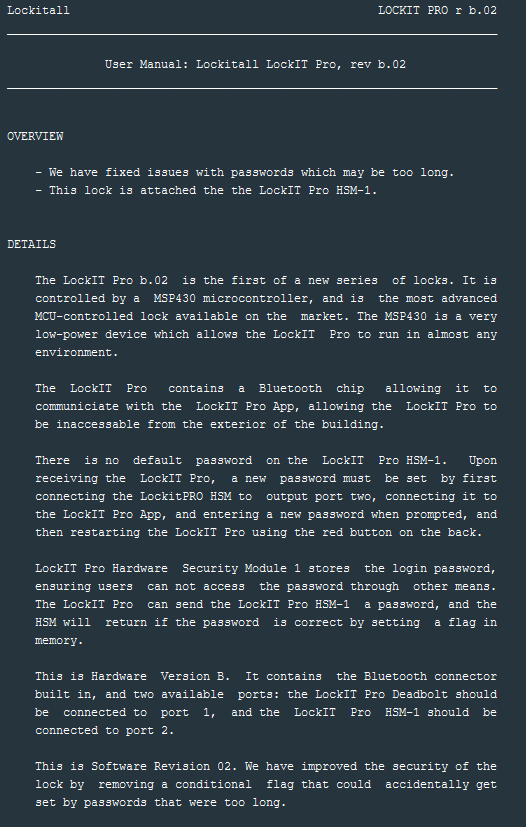 Lockitall LOCKIT PRO r b.02
User Manual: Lockitall LockIT Pro, rev b.02
OVERVIEW
- We have fixed issues with passwords which may be too long.
- This lock is attached the the LockIT Pro HSM-1.
DETAILS
The LockIT Pro b.02 is the first of a new series of locks. It is
controlled by a MSP430 microcontroller, and is the most advanced
MCU-controlled lock available on the market. The MSP430 is a very
low-power device which allows the LockIT Pro to run in almost any
environment.
The LockIT Pro contains a Bluetooth chip allowing it to
communiciate with the LockIT Pro App, allowing the LockIT Pro to
be inaccessable from the exterior of the building.
There is no default password on the LockIT Pro HSM-1. Upon
receiving the LockIT Pro, a new password must be set by first
connecting the LockitPRO HSM to output port two, connecting it to
the LockIT Pro App, and entering a new password when prompted, and
then restarting the LockIT Pro using the red button on the back.
LockIT Pro Hardware Security Module 1 stores the login password,
ensuring users can not access the password through other means.
The LockIT Pro can send the LockIT Pro HSM-1 a password, and the
HSM will return if the password is correct by setting a flag in
memory.
This is Hardware Version B. It contains the Bluetooth connector
built in, and two available ports: the LockIT Pro Deadbolt should
be connected to port 1, and the LockIT Pro HSM-1 should be
connected to port 2.
This is Software Revision 02. We have improved the security of the
lock by removing a conditional flag that could accidentally get
set by passwords that were too long.